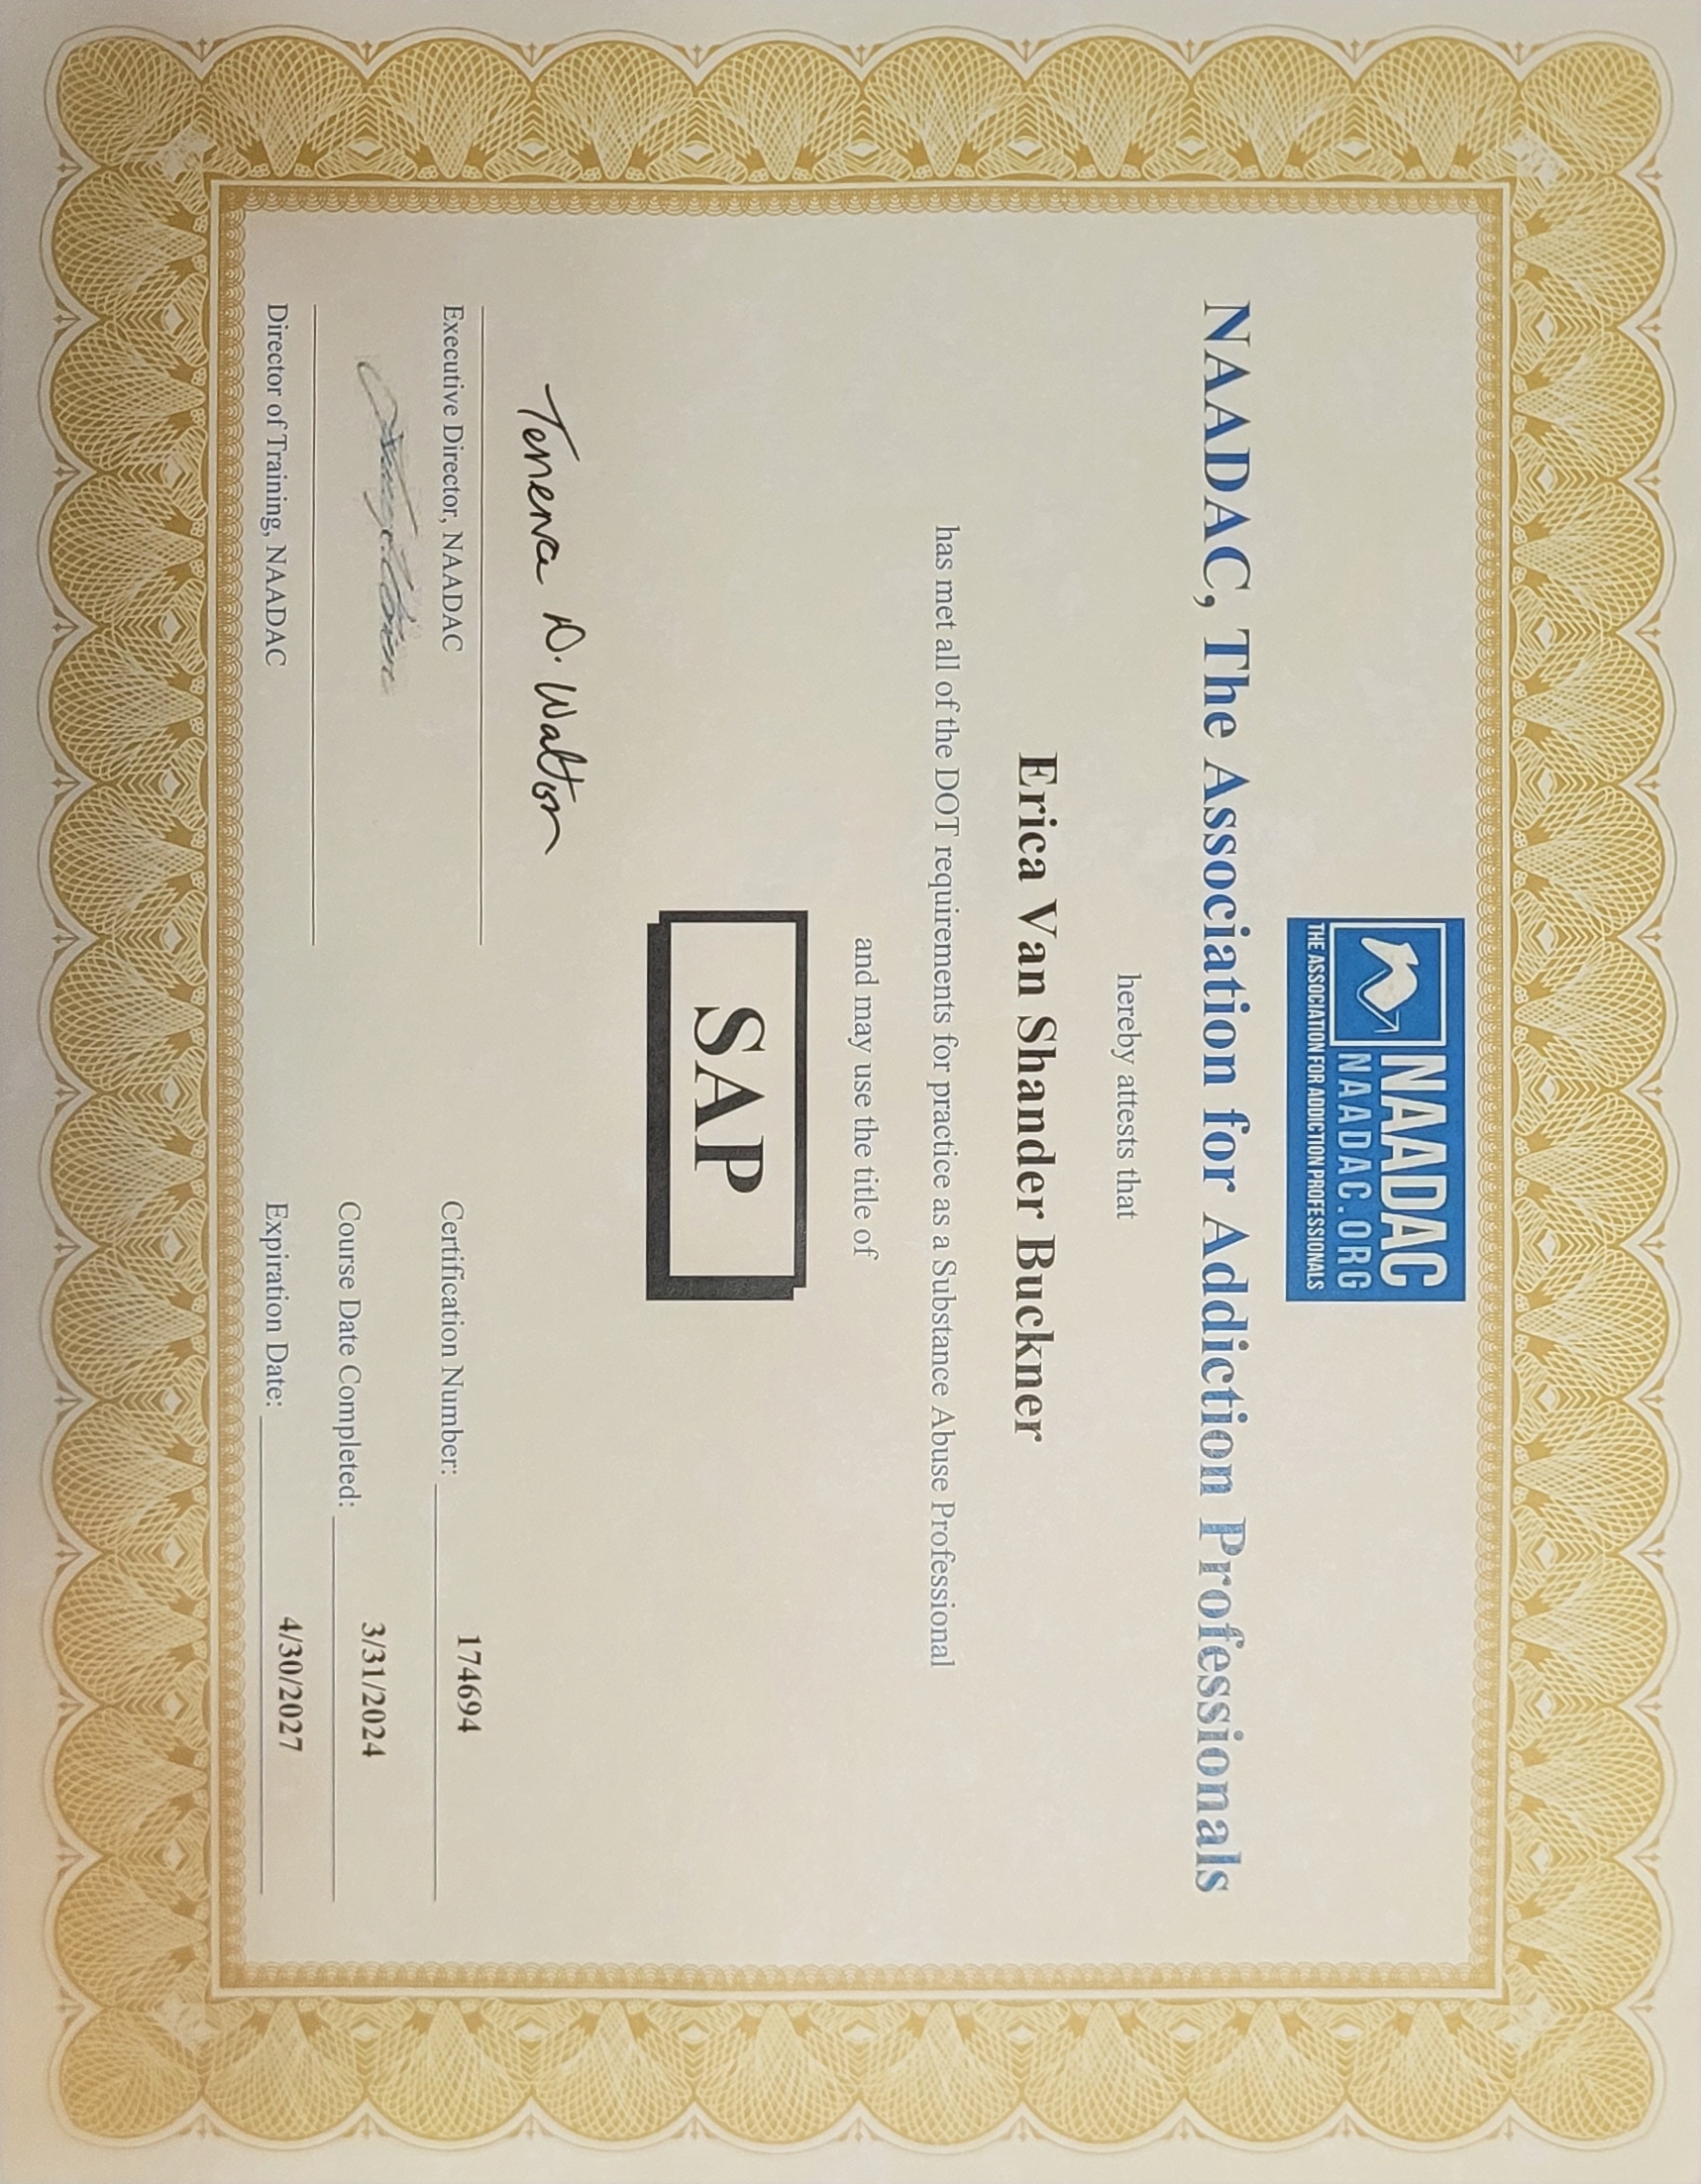 NAADAC
NAADAC.ORG
THE ASSOCIATION FOR ADDICTION PROFESSIONALS
NAADAC, The Association for Addiction Professionals
hereby attests that
Erica Van Shander Buckner
has met all of the DOT requirements for practice as a Substance Abuse Professional
and may use the title of
SAP
Terrence D. Walton
Executive Director, NAADAC
Director of Training, NAADAC
Certification Number: 174694
Course Date Completed: 3/31/2024
Expiration Date: 4/30/2027